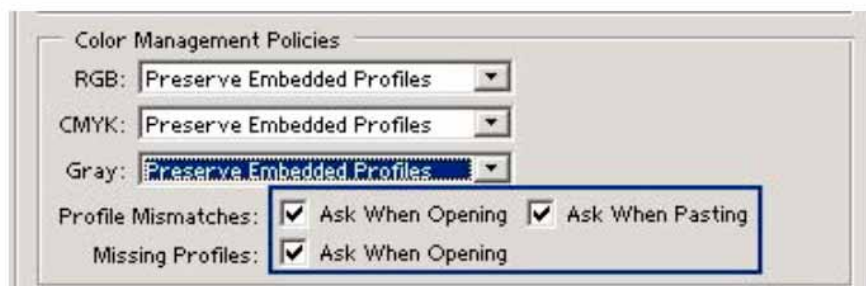 Color Management Policies
RGB: Preserve Embedded Profiles
CMYK: Preserve Embedded Profiles
Gray: Preserve Embedded Profiles
Profile Mismatches: Ask When Opening Ask When Pasting
Missing Profiles: Ask When Opening